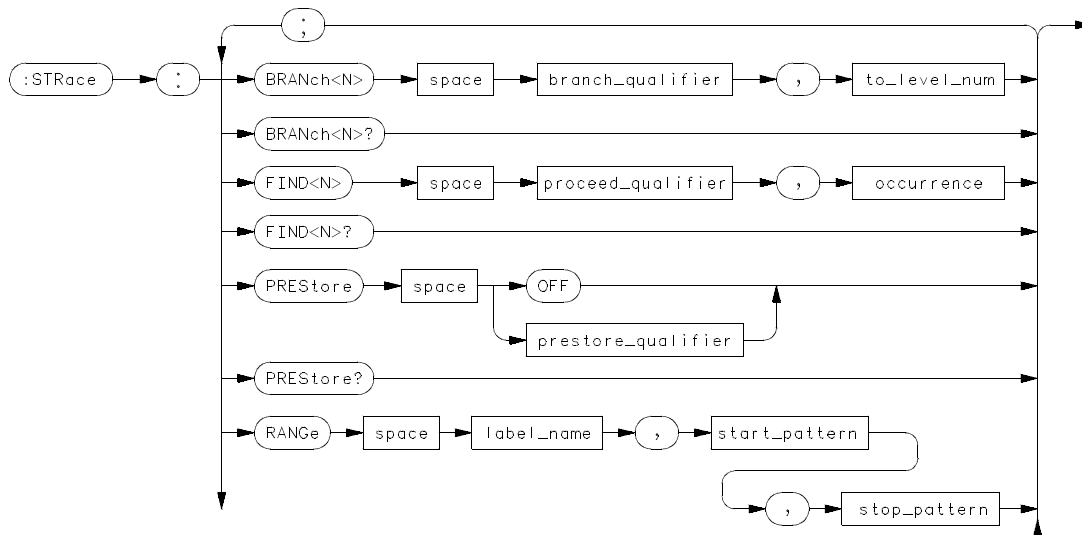 ;
:STRace : BRANch<N> space branch_qualifier , to_level_num
BRANch<N>?
FIND<N> space proceed_qualifier , occurrence
FIND<N>?
PREStore space OFF
prestore_qualifier
PREStore?
RANGe space label_name , start_pattern
, stop_pattern